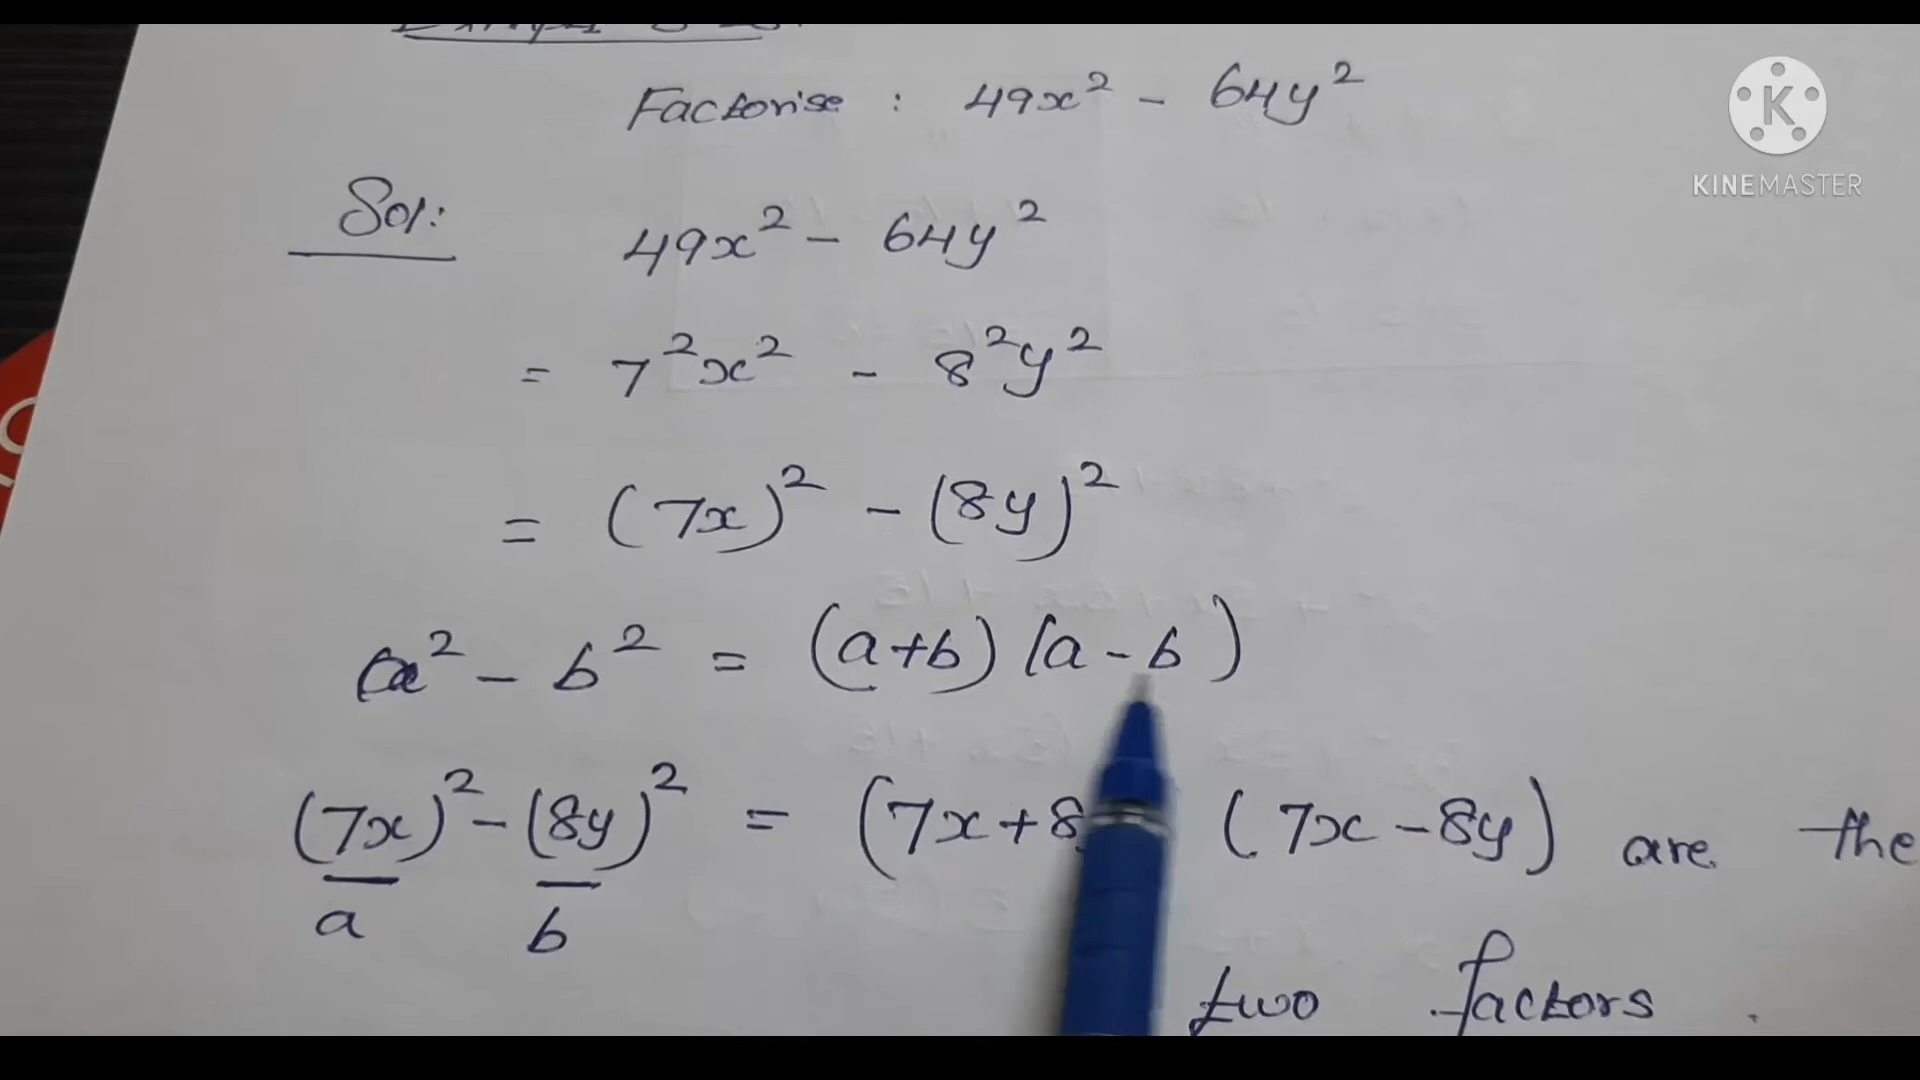 Factorise : 49x² - 64y²
KINEMASTER
Sol:
49x² - 64y²
= 7²x² - 8²y²
= (7x)² - (8y)²
a² - b² = (a+b) (a-b)
(7x)² - (8y)² = (7x+8 (7x-8y) are the
a b
two factors.